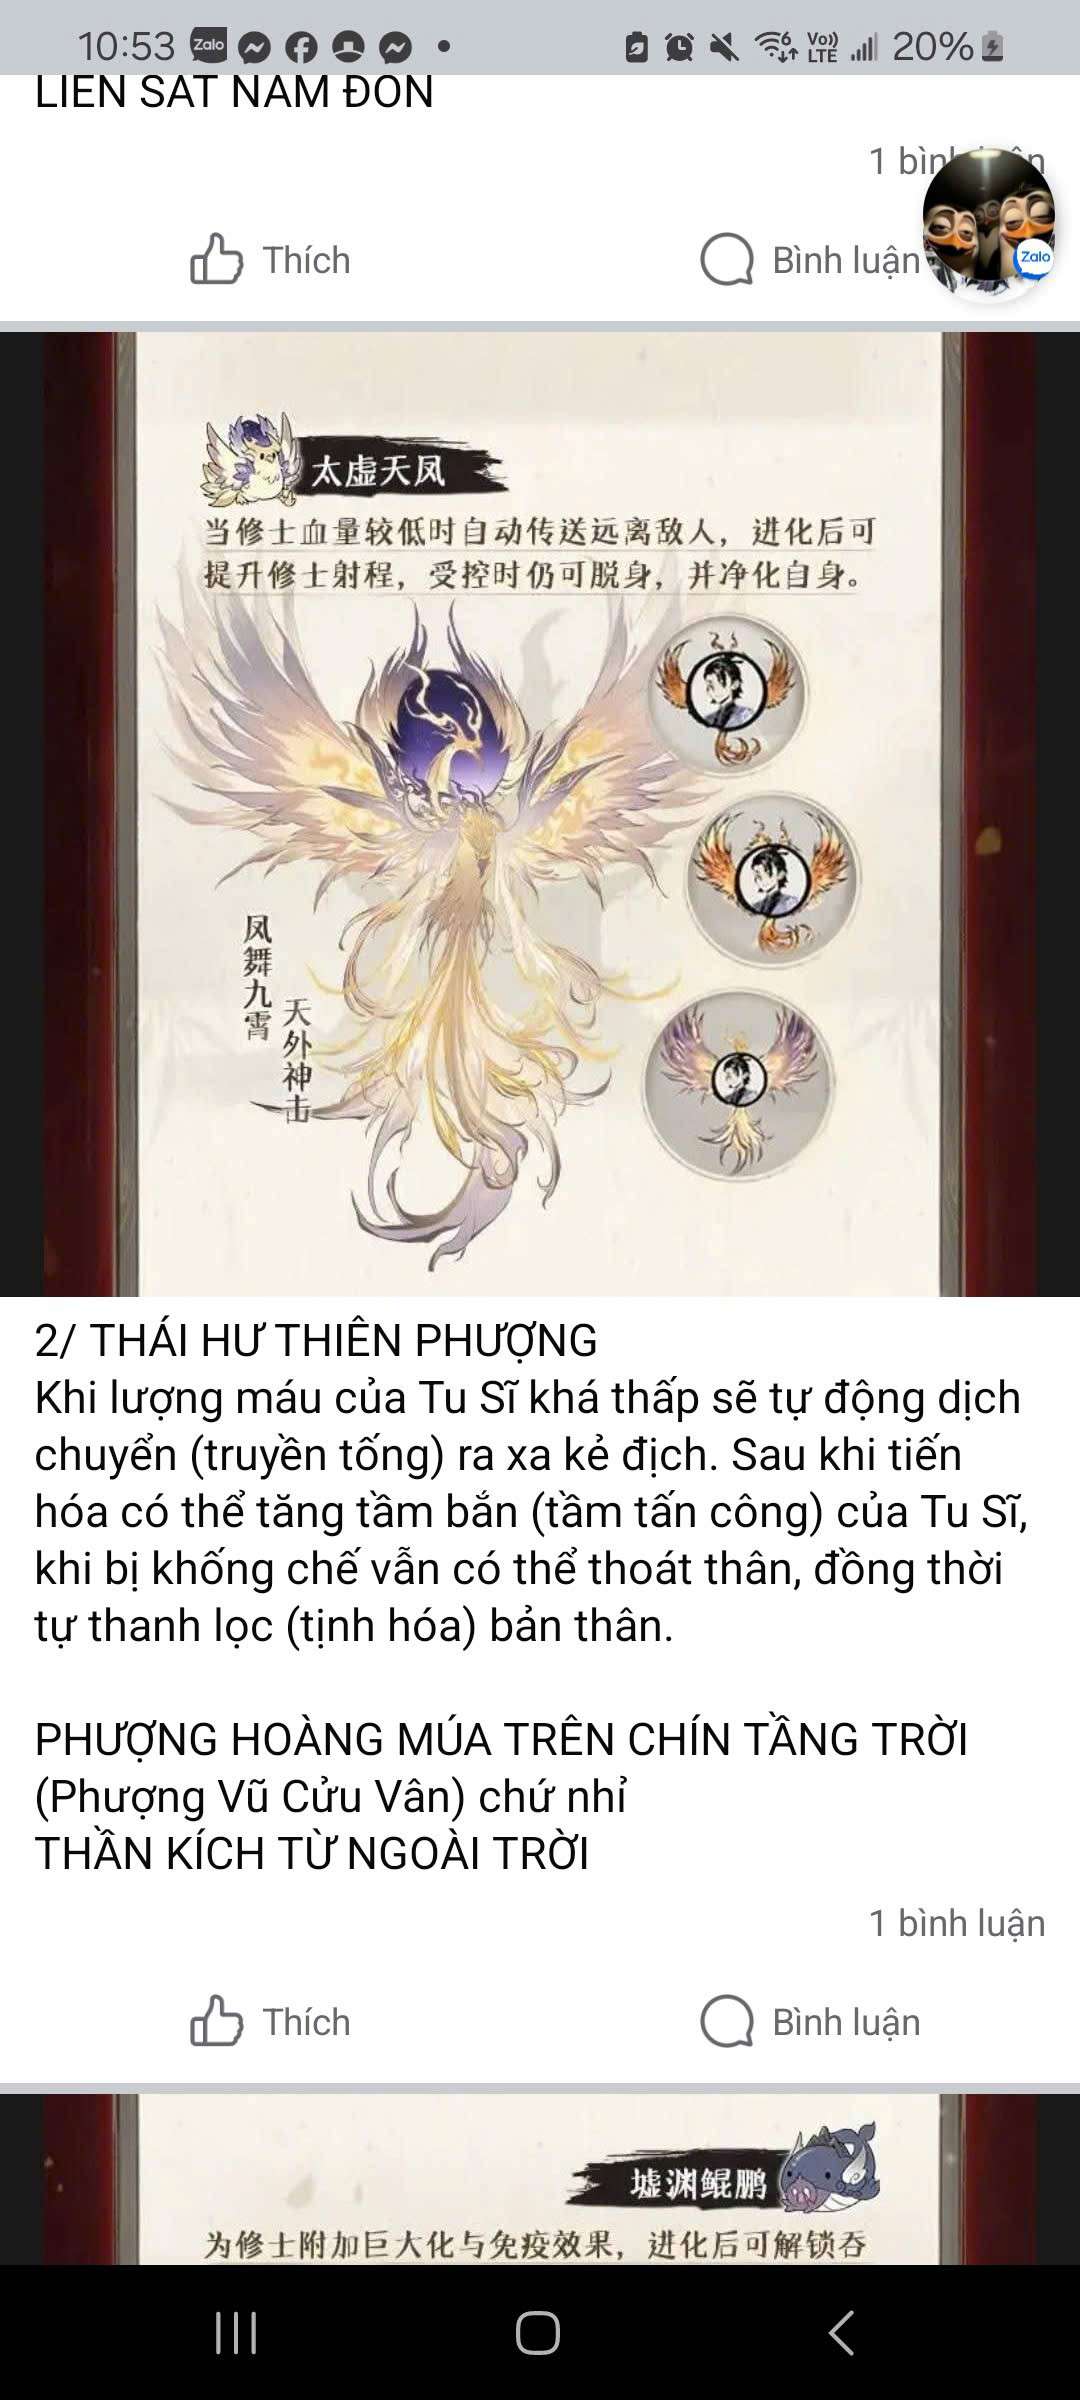 10:53
Zalo
6
Vo))
LTE
20%
LIÊN SÁT NAM ĐÔN
1 bình luận
Zalo
Thích
Bình luận
太虚天凤
当修士血量较低时自动传送远离敌人，进化后可
提升修士射程，受控时仍可脱身，并净化自身。
凤舞九霄
天外神击
2/ THÁI HƯ THIÊN PHƯỢNG
Khi lượng máu của Tu Sĩ khá thấp sẽ tự động dịch
chuyển (truyền tống) ra xa kẻ địch. Sau khi tiến
hóa có thể tăng tầm bắn (tầm tấn công) của Tu Sĩ,
khi bị khống chế vẫn có thể thoát thân, đồng thời
tự thanh lọc (tịnh hóa) bản thân.
PHƯỢNG HOÀNG MÚA TRÊN CHÍN TẦNG TRỜI
(Phượng Vũ Cửu Vân) chứ nhỉ
THẦN KÍCH TỪ NGOÀI TRỜI
1 bình luận
Thích
Bình luận
墟渊鲲鹏
为修士附加巨大化与免疫效果，进化后可解锁吞